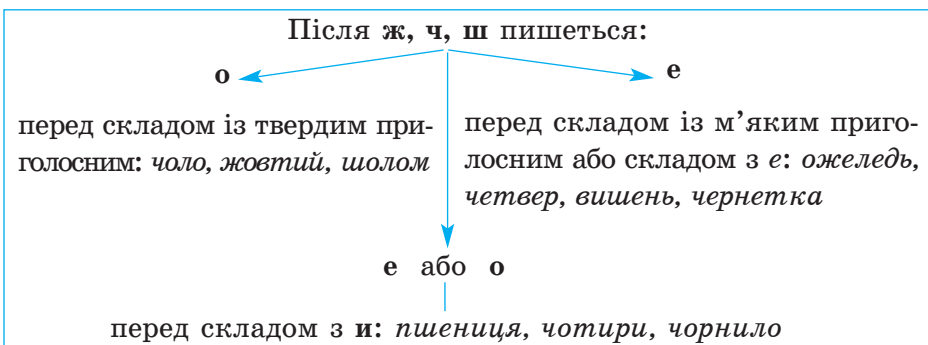 Після ж, ч, ш пишеться:
о
е
перед складом із твердим при-
голосним: чоло, жовтий, шолом
перед складом із м’яким приго-
лосним або складом з е: ожеледь,
четвер, вишень, чернетка
е або о
перед складом з и: пшениця, чотири, чорнило